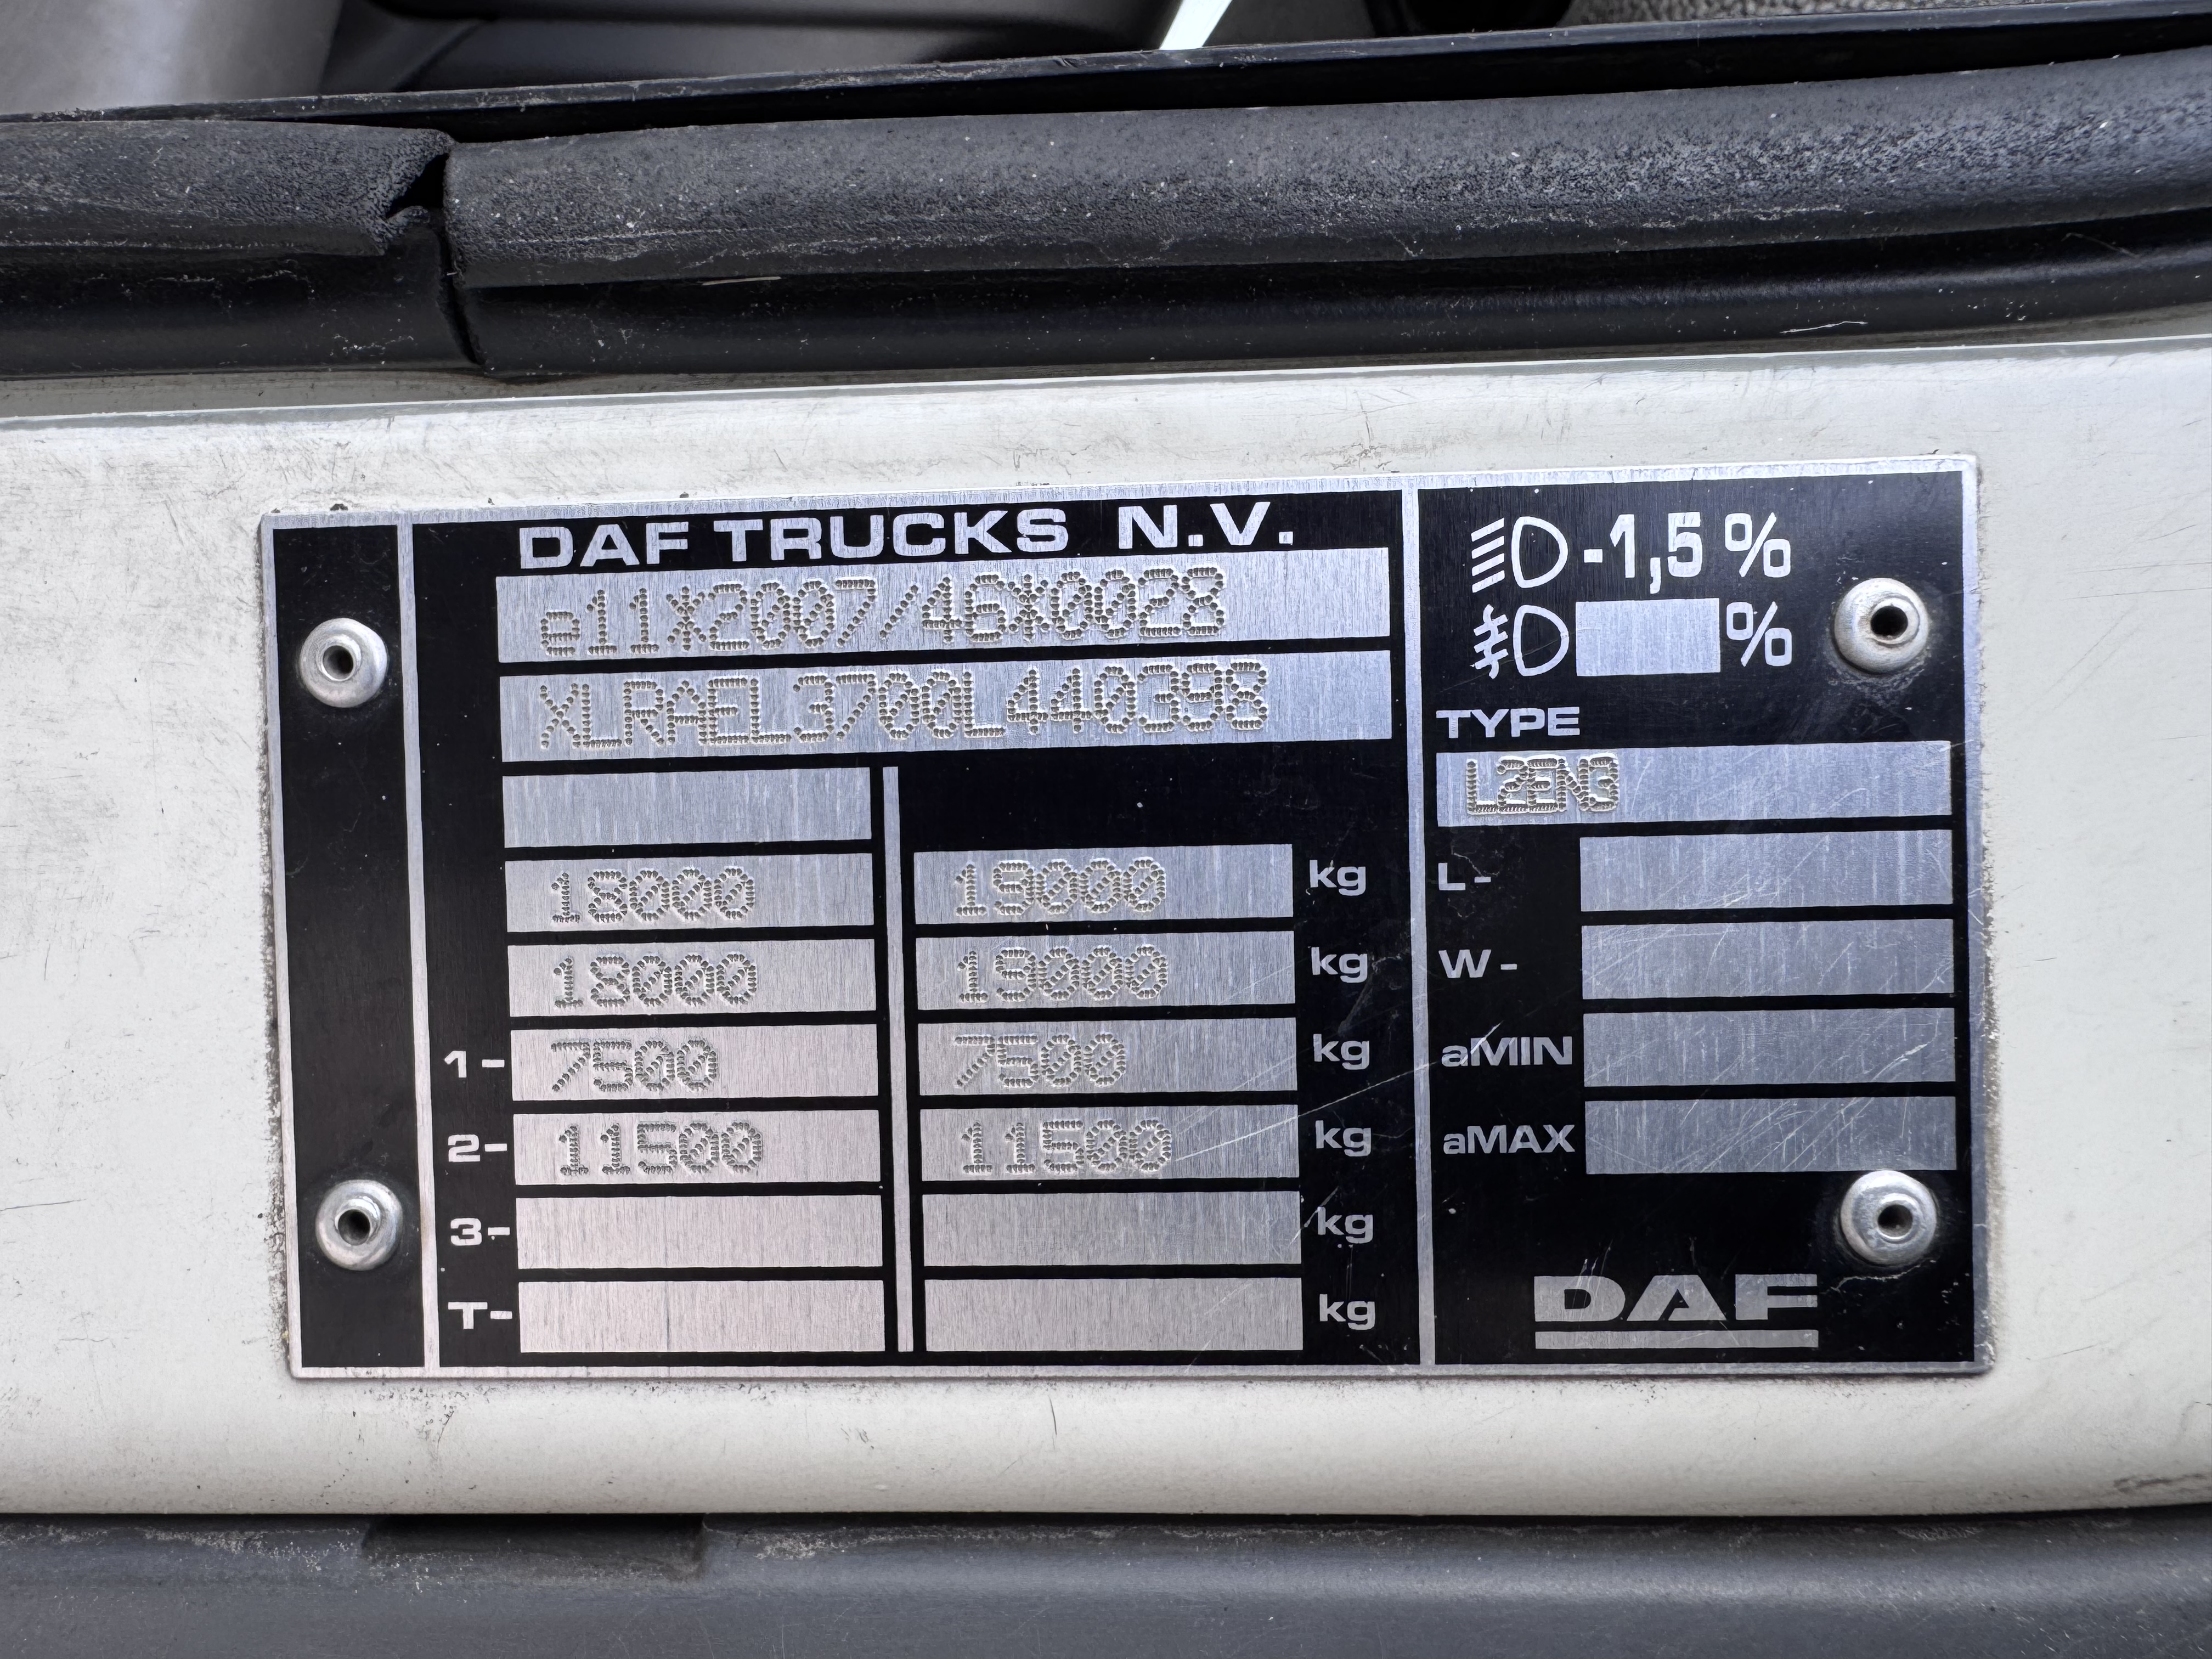 DAF TRUCKS N.V.
e11*2007/46*0028
XLRAEL3700L440398
18000 19000 kg
18000 19000 kg
1- 7500 7500 kg
2- 11500 11500 kg
3- kg
T- kg
-1,5 %
%
TYPE
L2EN3
L-
W-
aMIN
aMAX
DAF